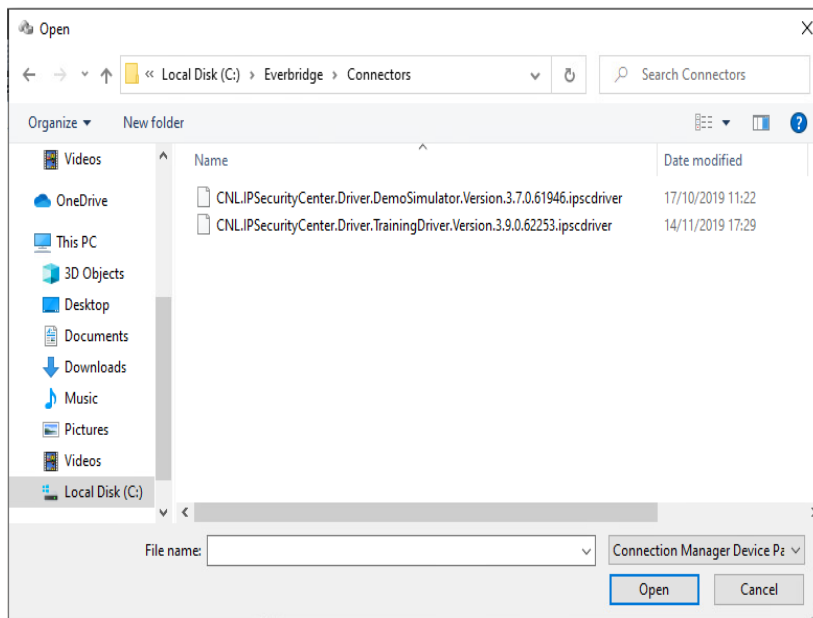 Open
« Local Disk (C:) › Everbridge › Connectors
Search Connectors
Organize
New folder
Name
Date modified
Videos
OneDrive
This PC
3D Objects
Desktop
Documents
Downloads
Music
Pictures
Videos
Local Disk (C:)
CNL.IPSecurityCenter.Driver.DemoSimulator.Version.3.7.0.61946.ipscdriver 17/10/2019 11:22
CNL.IPSecurityCenter.Driver.TrainingDriver.Version.3.9.0.62253.ipscdriver 14/11/2019 17:29
File name:
Connection Manager Device Pa
Open
Cancel